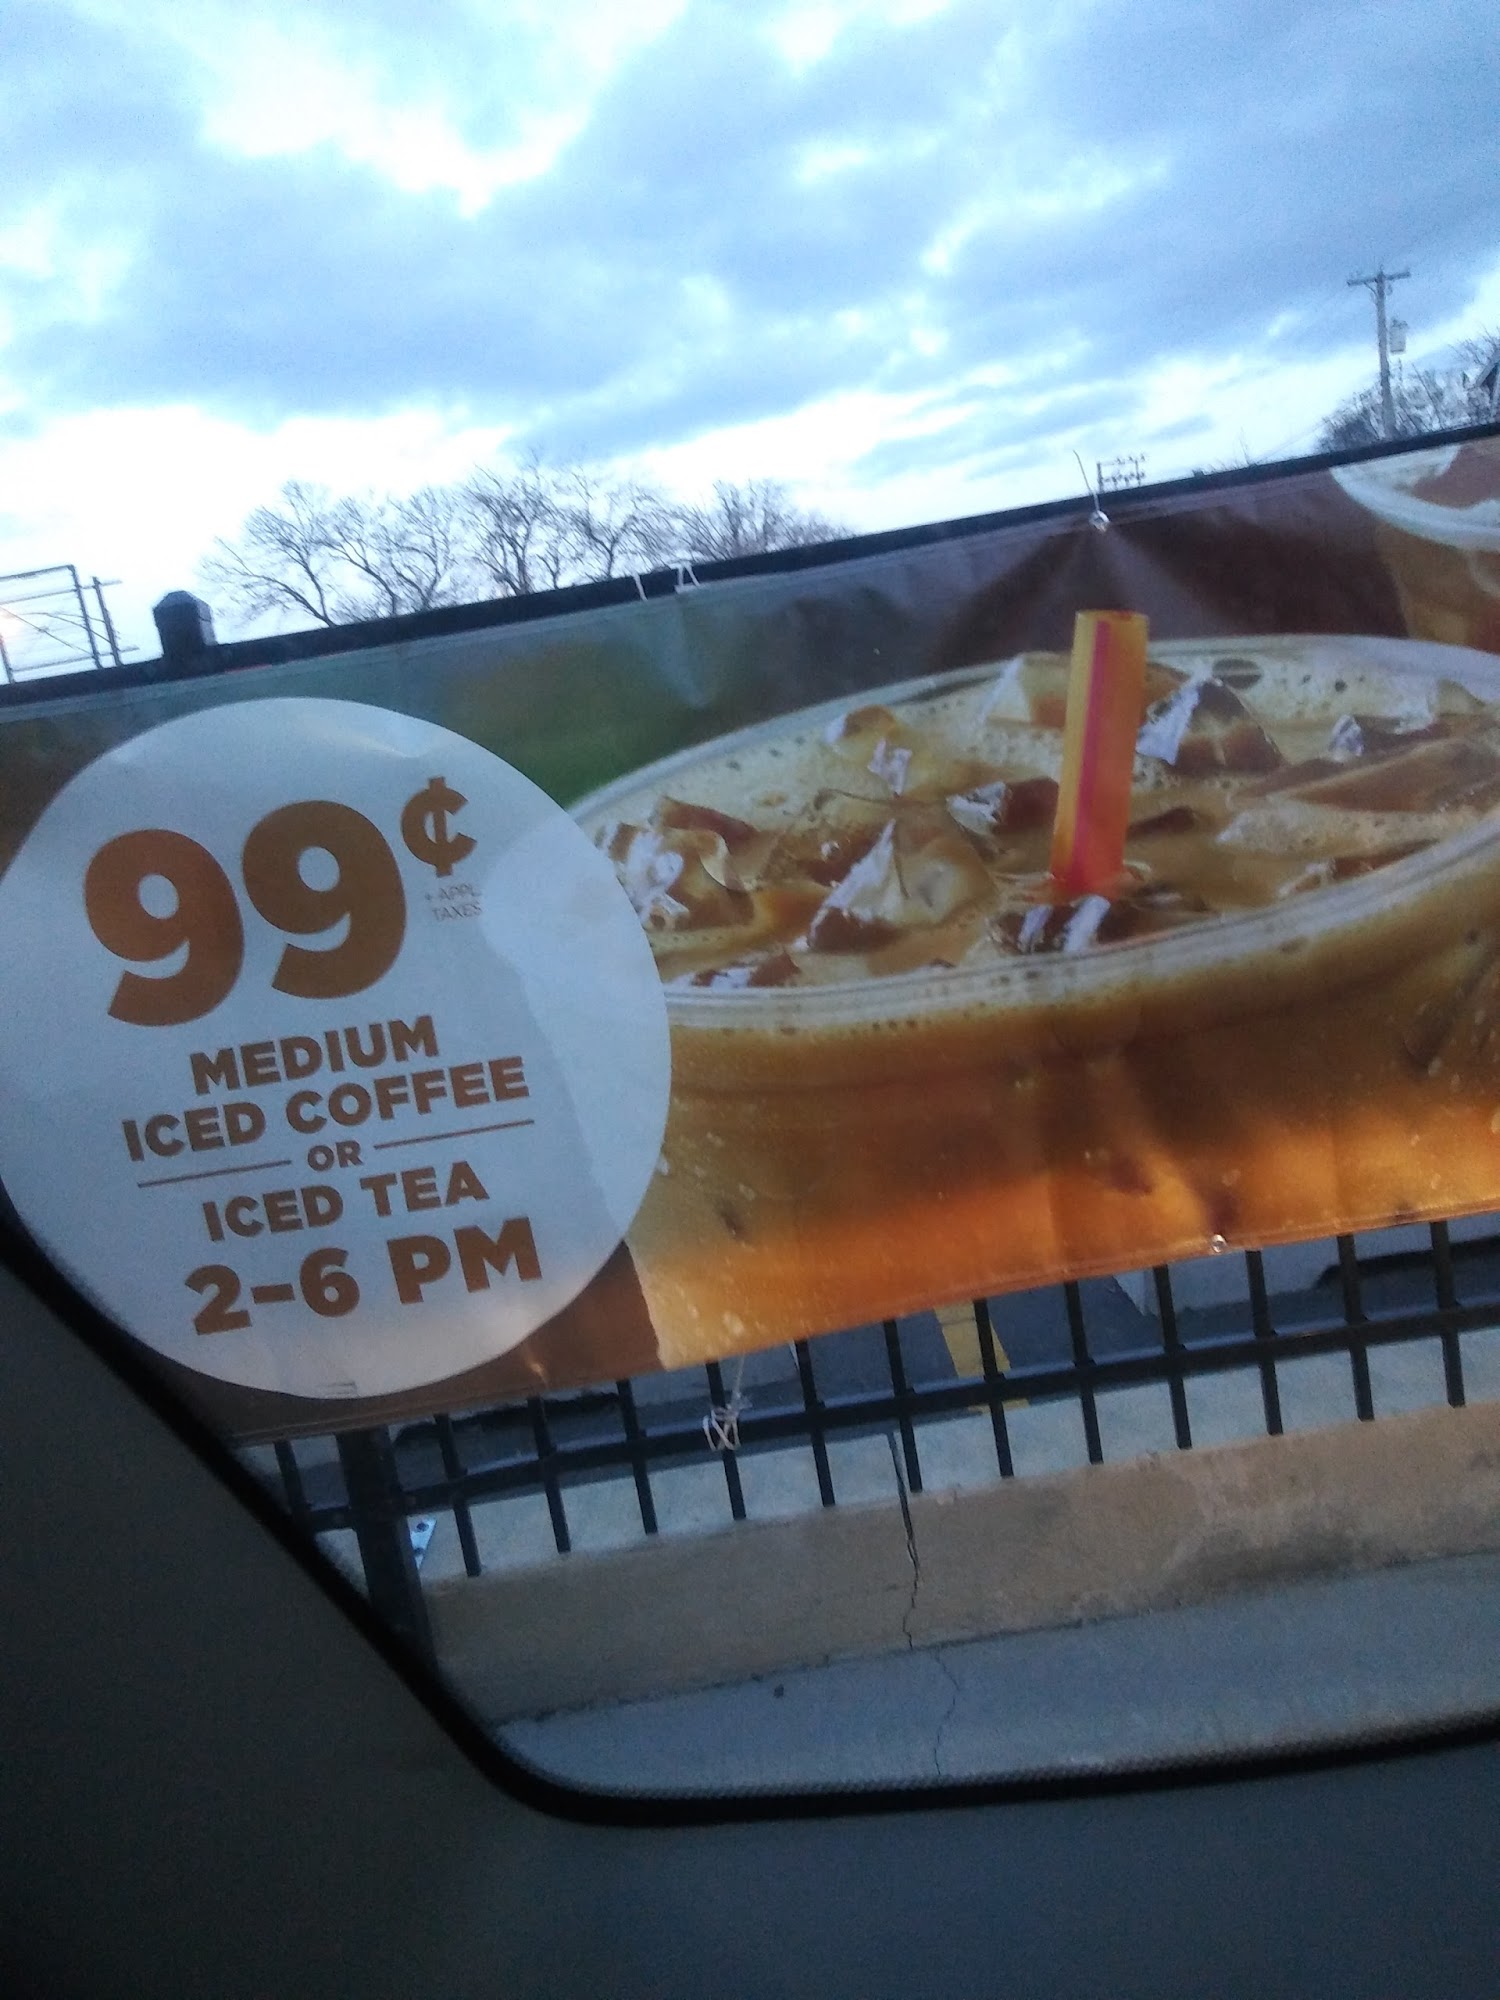 99¢
+ APPL.
TAXES
MEDIUM
ICED COFFEE
OR
ICED TEA
2-6 PM